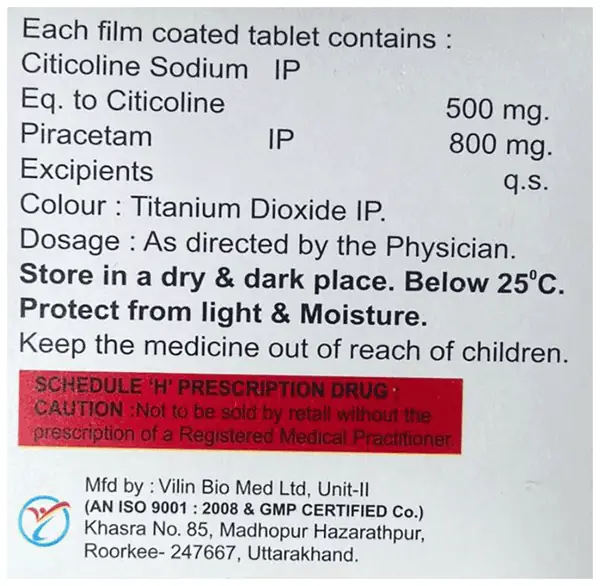 Each film coated tablet contains :
Citicoline Sodium IP
Eq. to Citicoline 500 mg.
Piracetam IP 800 mg.
Excipients q.s.
Colour : Titanium Dioxide IP.
Dosage : As directed by the Physician.
Store in a dry & dark place. Below 25°C.
Protect from light & Moisture.
Keep the medicine out of reach of children.
SCHEDULE 'H' PRESCRIPTION DRUG :
CAUTION :Not to be sold by retail without the
prescription of a Registered Medical Practitioner.
Mfd by : Vilin Bio Med Ltd, Unit-II
(AN ISO 9001 : 2008 & GMP CERTIFIED Co.)
Khasra No. 85, Madhopur Hazarathpur,
Roorkee- 247667, Uttarakhand.